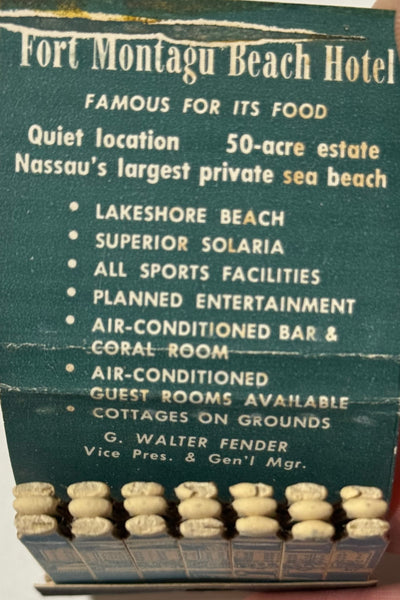 Fort Montagu Beach Hotel
FAMOUS FOR ITS FOOD
Quiet location 50-acre estate
Nassau's largest private sea beach
• LAKESHORE BEACH
• SUPERIOR SOLARIA
• ALL SPORTS FACILITIES
• PLANNED ENTERTAINMENT
• AIR-CONDITIONED BAR &
CORAL ROOM
• AIR-CONDITIONED
GUEST ROOMS AVAILABLE
• COTTAGES ON GROUNDS
G. WALTER FENDER
Vice Pres. & Gen'l Mgr.